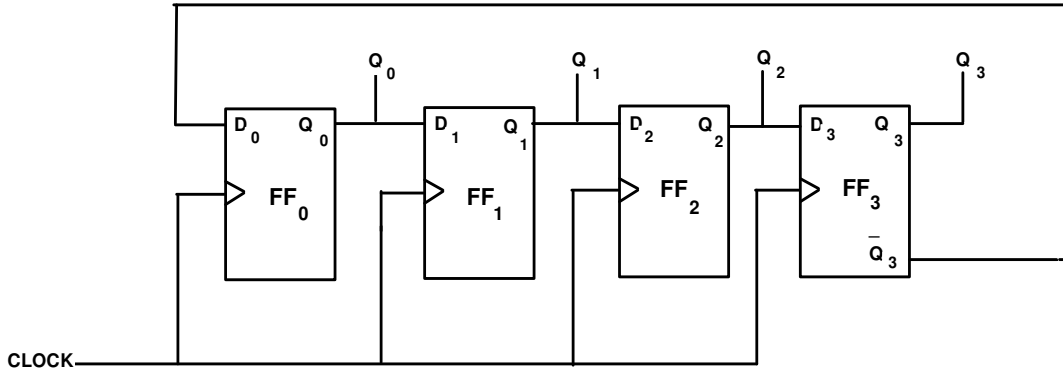 Q0 Q1 Q2 Q3
D0 Q0 D1 Q1 D2 Q2 D3 Q3
FF0 FF1 FF2 FF3
Q̅3
CLOCK